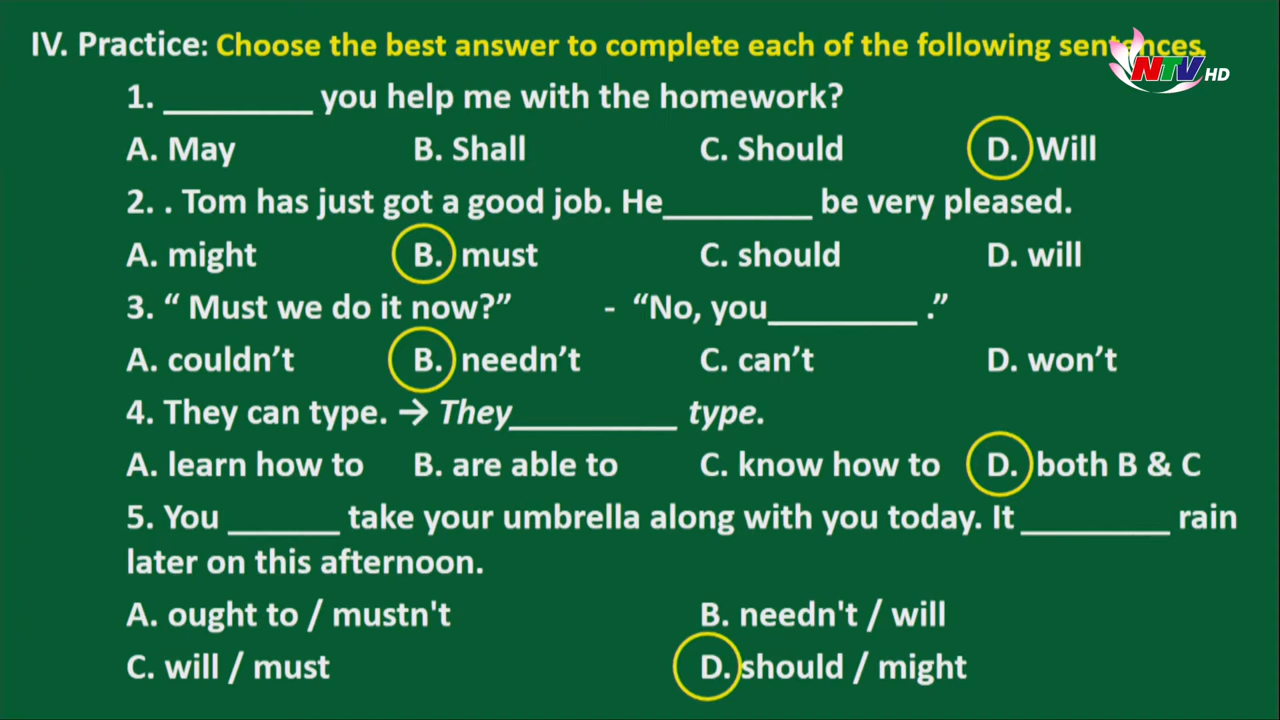 IV. Practice: Choose the best answer to complete each of the following sentences.
NTV HD
1. ________ you help me with the homework?
A. May B. Shall C. Should D. Will
2. . Tom has just got a good job. He________ be very pleased.
A. might B. must C. should D. will
3. “ Must we do it now?” - “No, you________ .”
A. couldn’t B. needn’t C. can’t D. won’t
4. They can type. → They_________ type.
A. learn how to B. are able to C. know how to D. both B & C
5. You ______ take your umbrella along with you today. It ________ rain
later on this afternoon.
A. ought to / mustn't B. needn't / will
C. will / must D. should / might